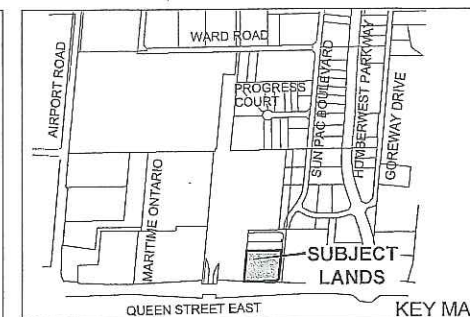 WARD ROAD
AIRPORT ROAD
PROGRESS
COURT
SUN PAC BOULEVARD
HUMBERWEST PARKWAY
GOREWAY DRIVE
MARITIME ONTARIO
SUBJECT
LANDS
QUEEN STREET EAST
KEY MA